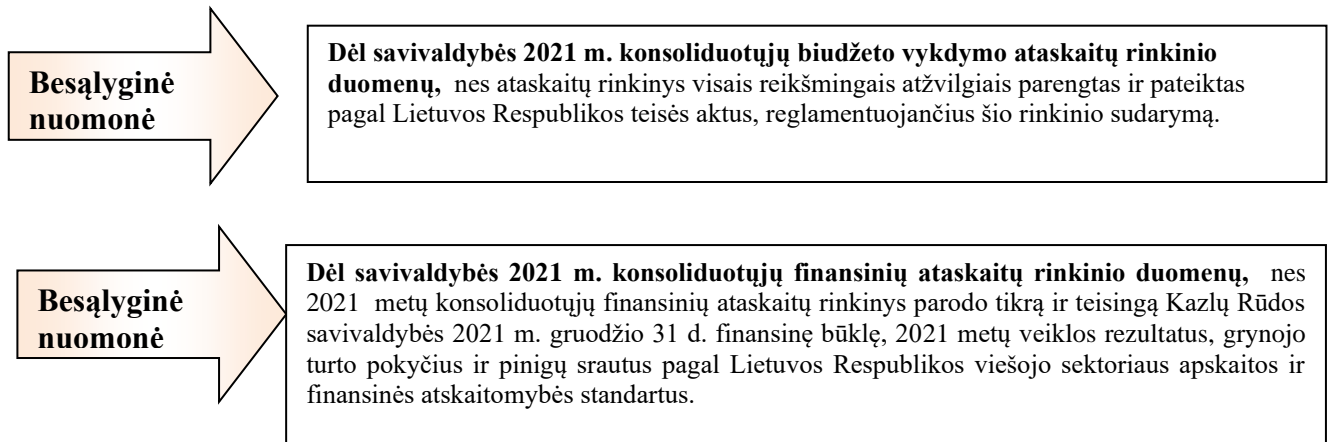 Besąlyginė
nuomonė
Dėl savivaldybės 2021 m. konsoliduotųjų biudžeto vykdymo ataskaitų rinkinio
duomenų, nes ataskaitų rinkinys visais reikšmingais atžvilgiais parengtas ir pateiktas
pagal Lietuvos Respublikos teisės aktus, reglamentuojančius šio rinkinio sudarymą.
Besąlyginė
nuomonė
Dėl savivaldybės 2021 m. konsoliduotųjų finansinių ataskaitų rinkinio duomenų, nes
2021 metų konsoliduotųjų finansinių ataskaitų rinkinys parodo tikrą ir teisingą Kazlų Rūdos
savivaldybės 2021 m. gruodžio 31 d. finansinę būklę, 2021 metų veiklos rezultatus, grynojo
turto pokyčius ir pinigų srautus pagal Lietuvos Respublikos viešojo sektoriaus apskaitos ir
finansinės atskaitomybės standartus.